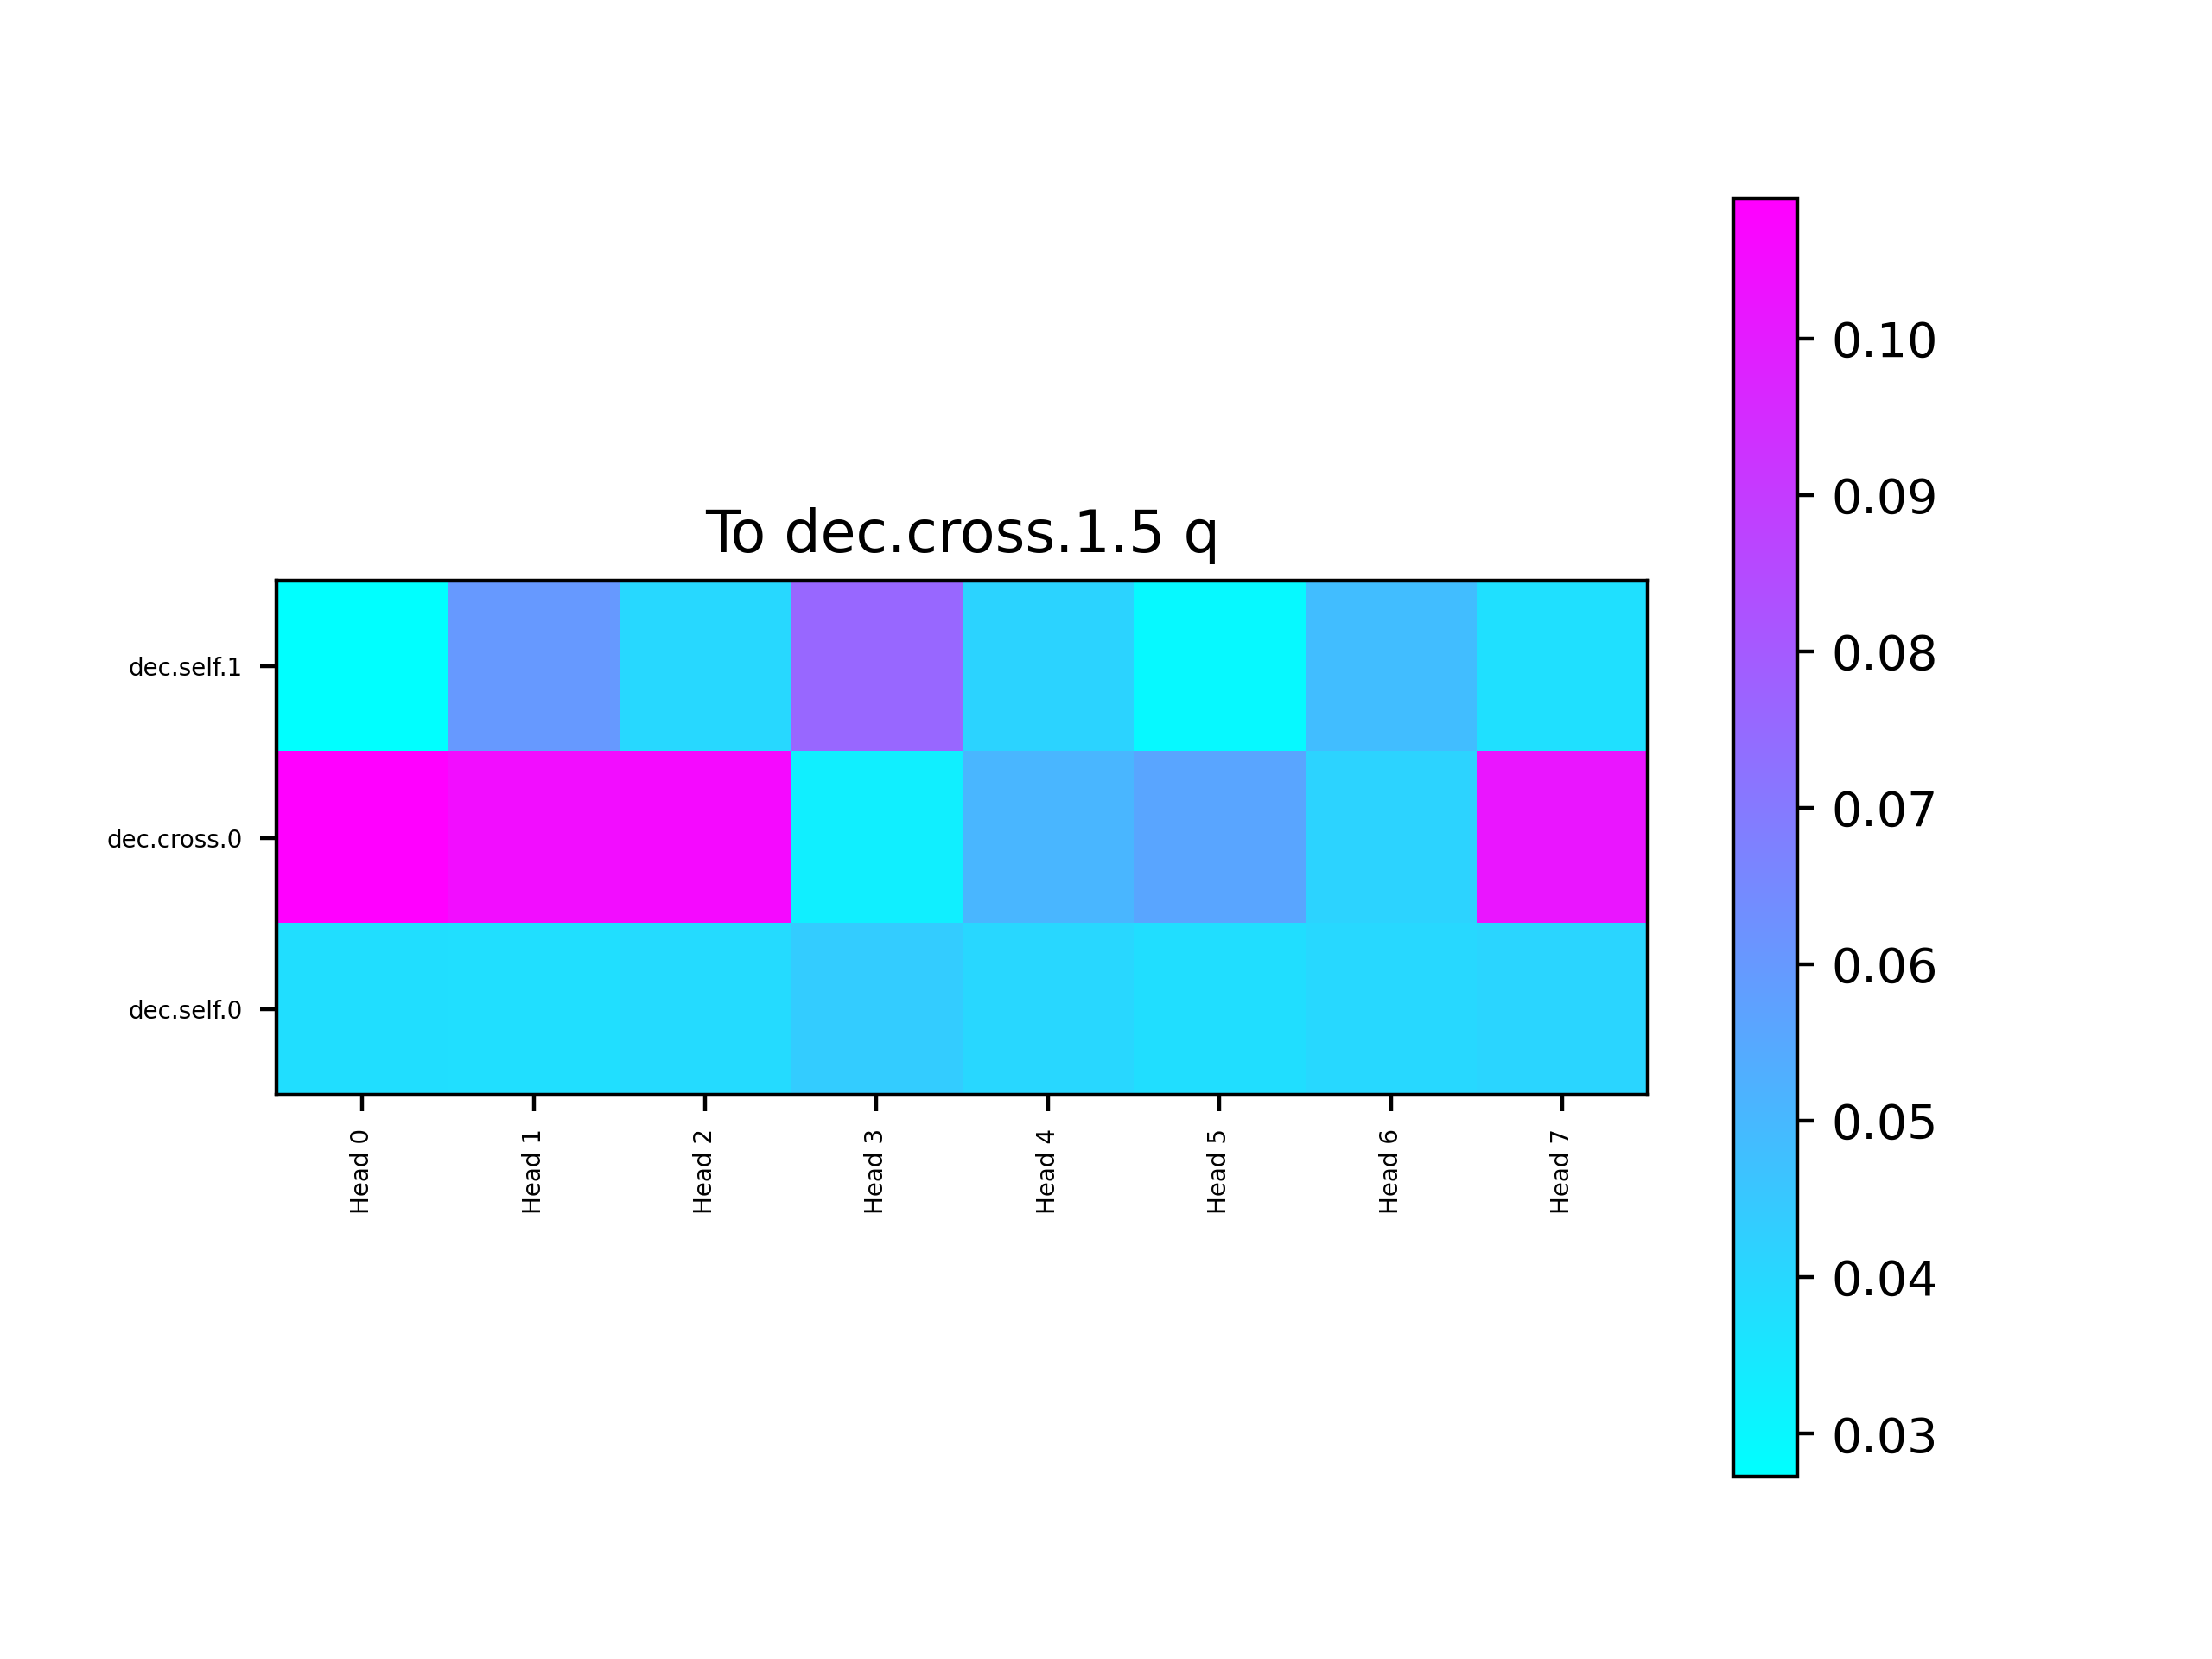 To dec.cross.1.5 q
dec.self.1
dec.cross.0
dec.self.0
Head 0
Head 1
Head 2
Head 3
Head 4
Head 5
Head 6
Head 7
0.10
0.09
0.08
0.07
0.06
0.05
0.04
0.03